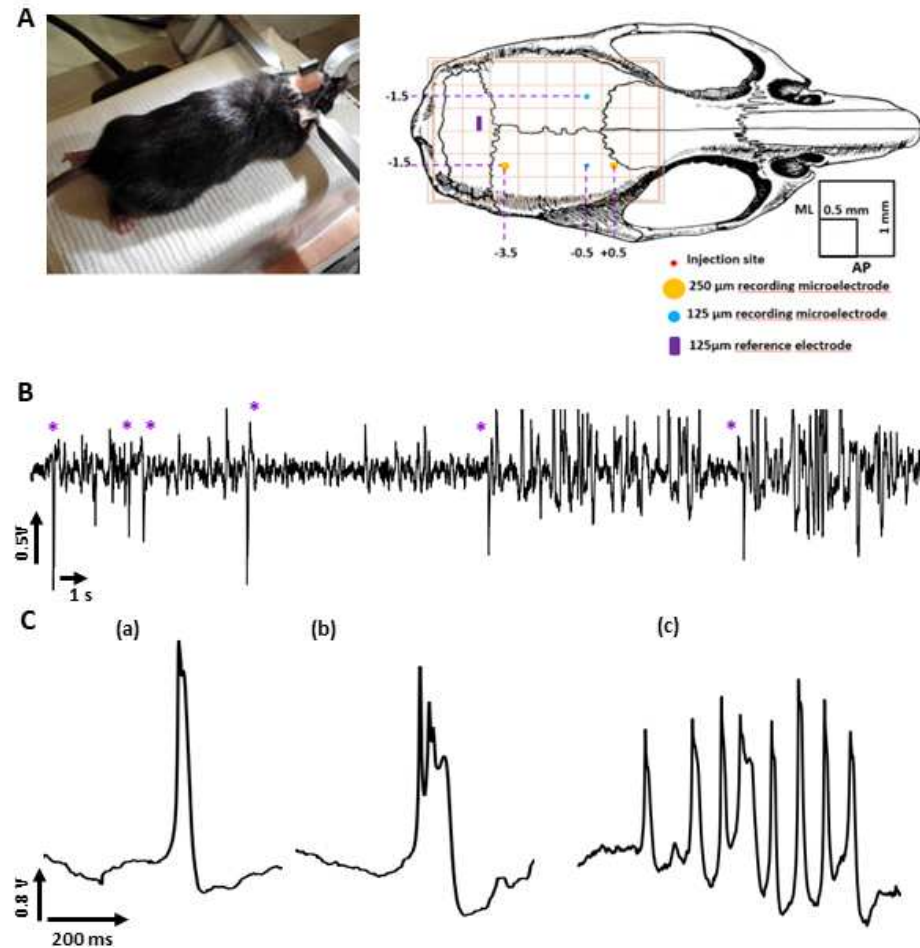 A
-1.5
-1.5
-3.5
-0.5
+0.5
ML
0.5 mm
1 mm
AP
Injection site
250 µm recording microelectrode
125 µm recording microelectrode
125µm reference electrode
B
* * * * * *
0.5V
1 s
C
(a) (b) (c)
0.8 V
200 ms